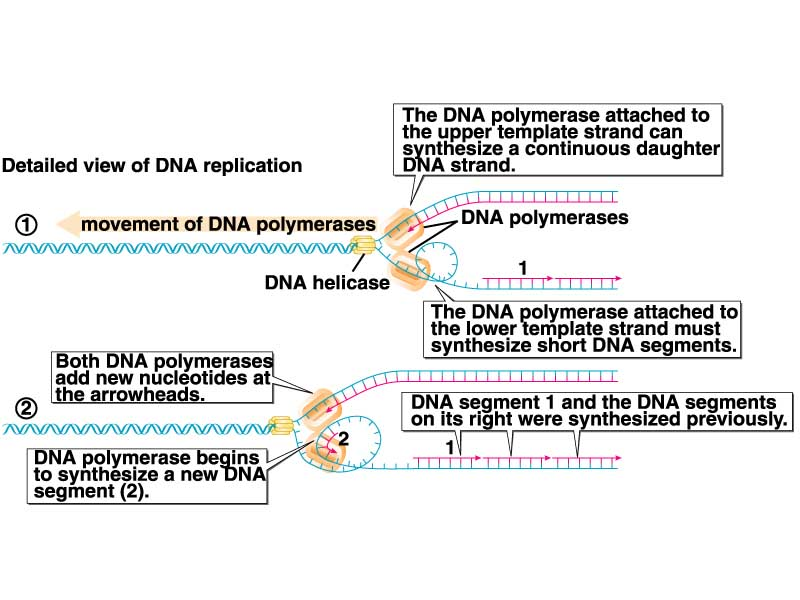 The DNA polymerase attached to
the upper template strand can
synthesize a continuous daughter
DNA strand.
Detailed view of DNA replication
1
movement of DNA polymerases
DNA polymerases
DNA helicase
1
The DNA polymerase attached to
the lower template strand must
synthesize short DNA segments.
Both DNA polymerases
add new nucleotides at
the arrowheads.
2
DNA segment 1 and the DNA segments
on its right were synthesized previously.
2
1
DNA polymerase begins
to synthesize a new DNA
segment (2).